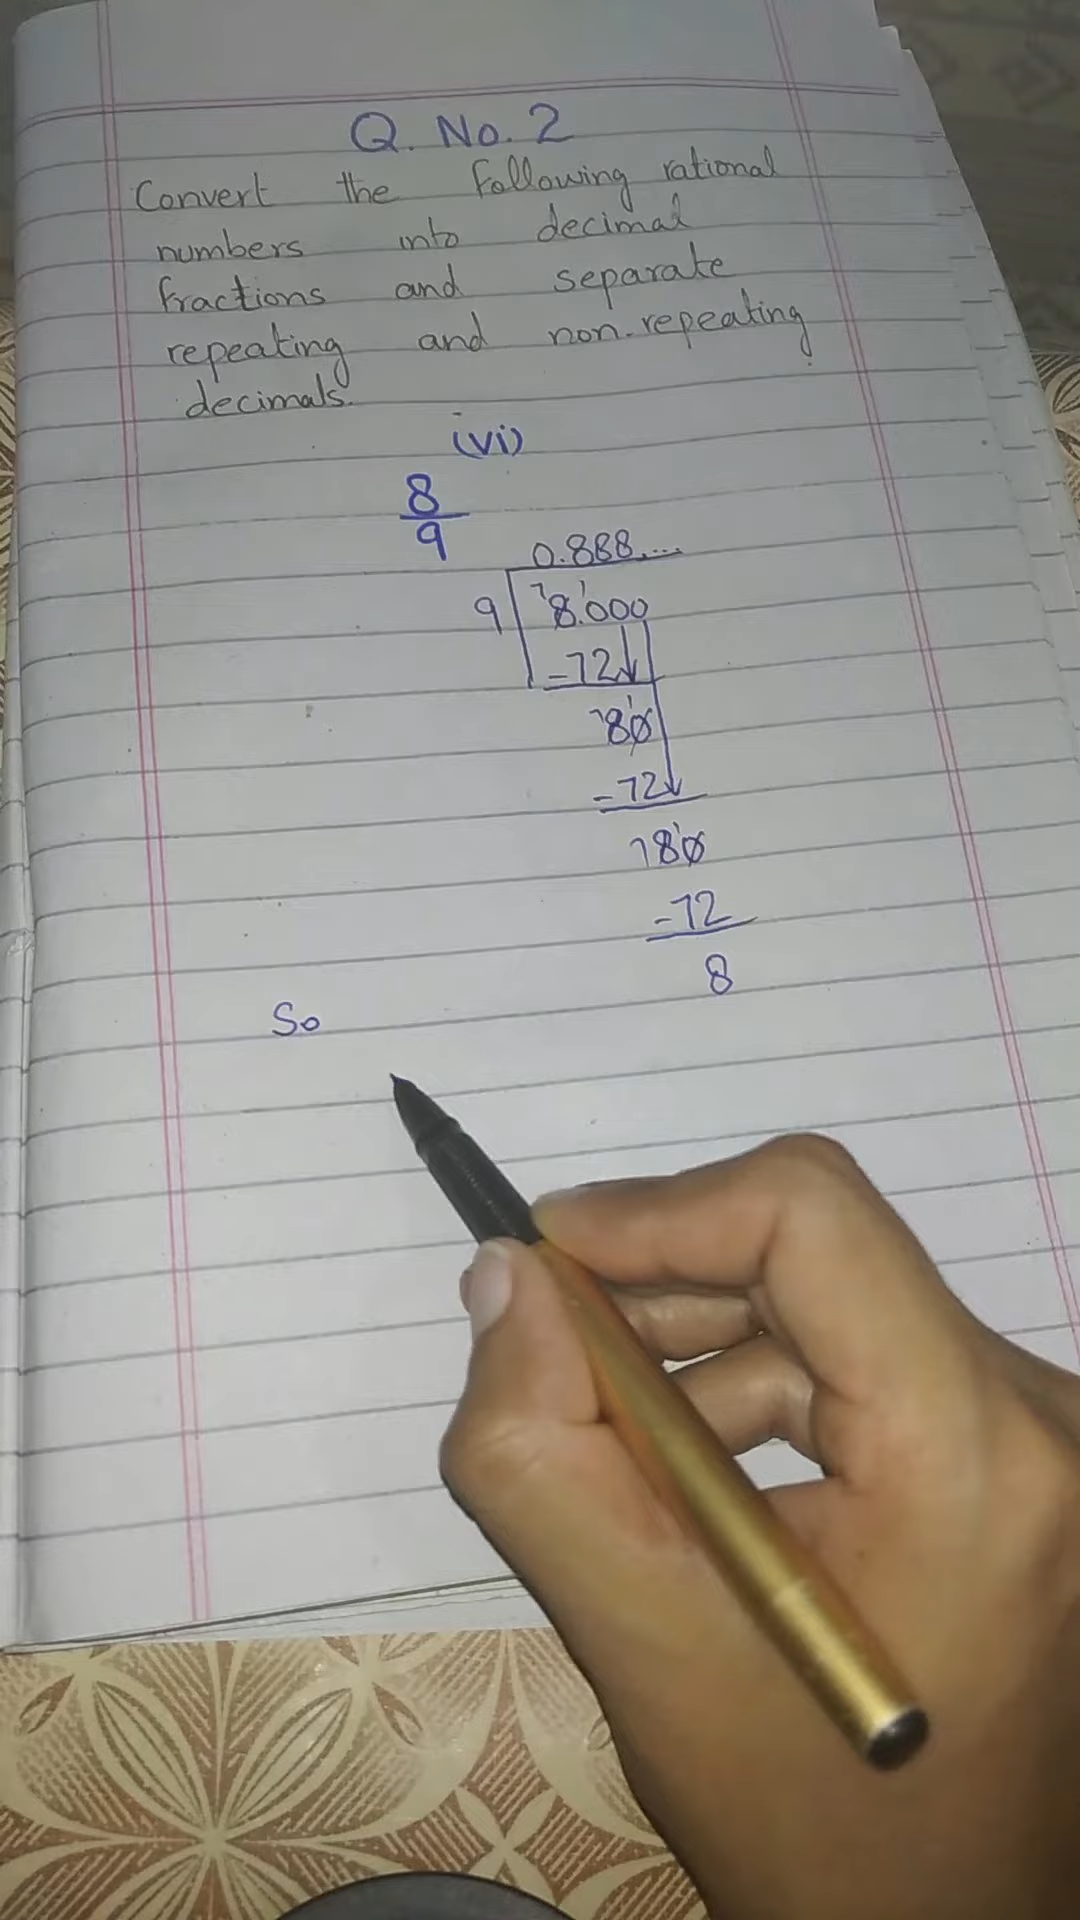 Q. No. 2
Convert the following rational
numbers into decimal
fractions and separate
repeating and non-repeating
decimals.
(vi)
8
9
0.888....
9 8.000
-72
80
-72
80
-72
8
So